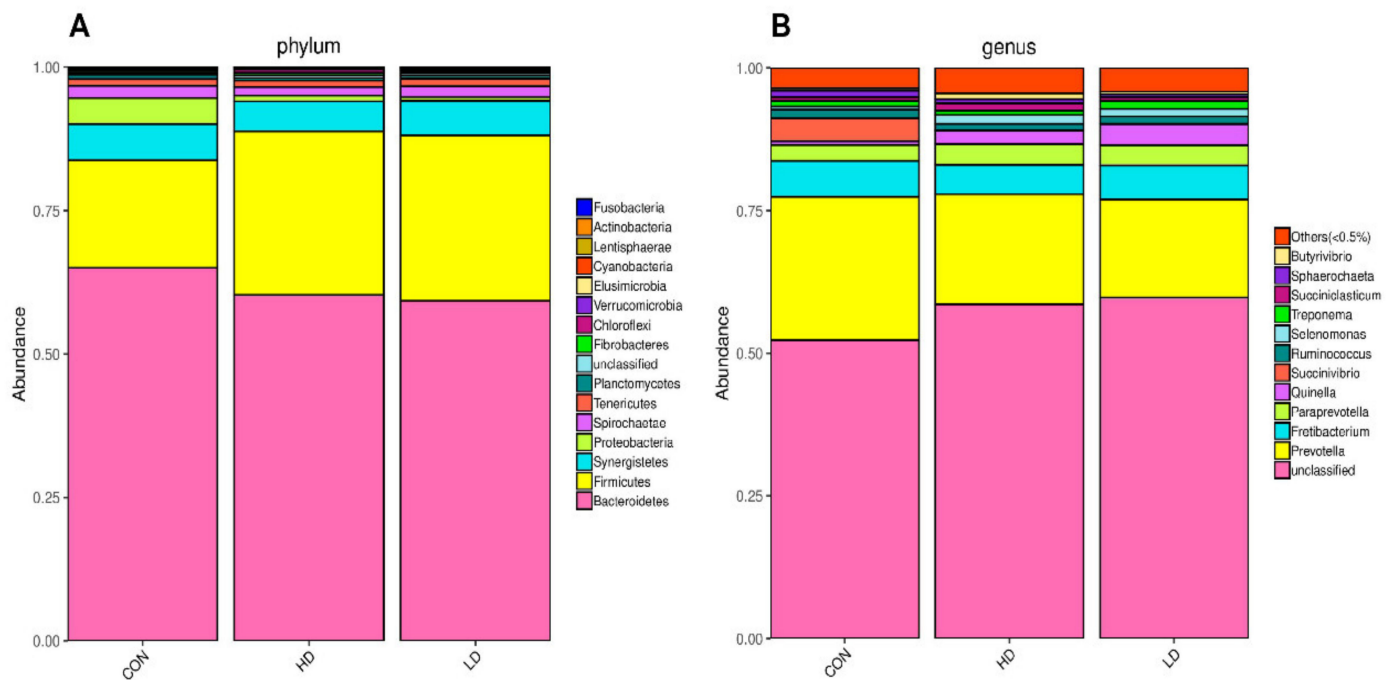 A
phylum
1.00
0.75
0.50
0.25
0.00
Abundance
CON
HD
LD
Fusobacteria
Actinobacteria
Lentisphaerae
Cyanobacteria
Elusimicrobia
Verrucomicrobia
Chloroflexi
Fibrobacteres
unclassified
Planctomycetes
Tenericutes
Spirochaetae
Proteobacteria
Synergistetes
Firmicutes
Bacteroidetes
B
genus
1.00
0.75
0.50
0.25
0.00
Abundance
CON
HD
LD
Others(<0.5%)
Butyrivibrio
Sphaerochaeta
Succiniclasticum
Treponema
Selenomonas
Ruminococcus
Succinivibrio
Quinella
Paraprevotella
Fretibacterium
Prevotella
unclassified